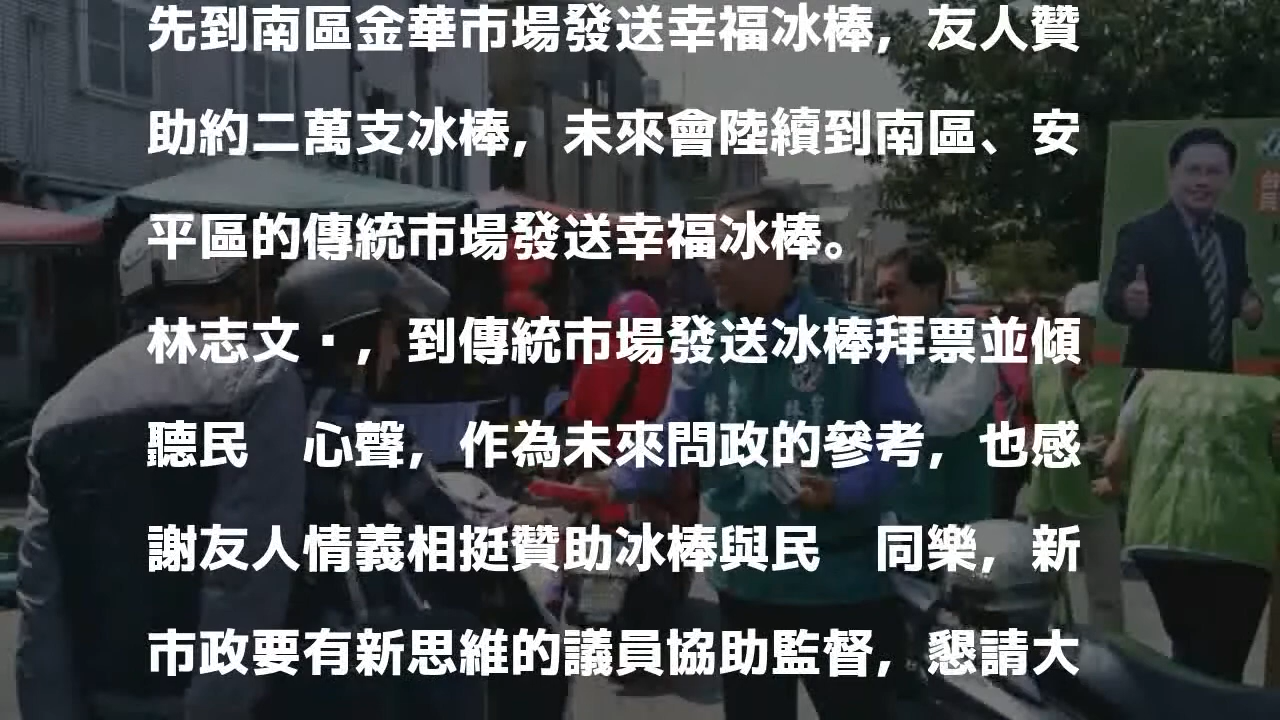 先到南區金華市場發送幸福冰棒，友人贊
助約二萬支冰棒，未來會陸續到南區、安
平區的傳統市場發送幸福冰棒。
林志文▪，到傳統市場發送冰棒拜票並傾
聽民　心聲，作為未來問政的參考，也感
謝友人情義相挺贊助冰棒與民　同樂，新
市政要有新思維的議員協助監督，懇請大